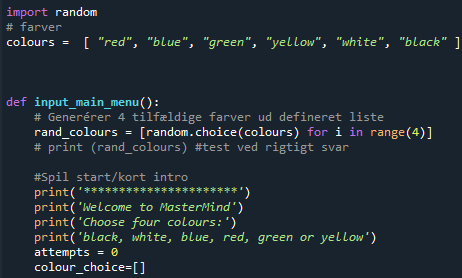 import random
# farver
colours =  [ "red", "blue", "green", "yellow", "white", "black" ]
def input_main_menu():
# Generérer 4 tilfældige farver ud defineret liste
rand_colours = [random.choice(colours) for i in range(4)]
# print (rand_colours) #test ved rigtigt svar
#Spil start/kort intro
print('**********************')
print('Welcome to MasterMind')
print('Choose four colours:')
print('black, white, blue, red, green or yellow')
attempts = 0
colour_choice=[]